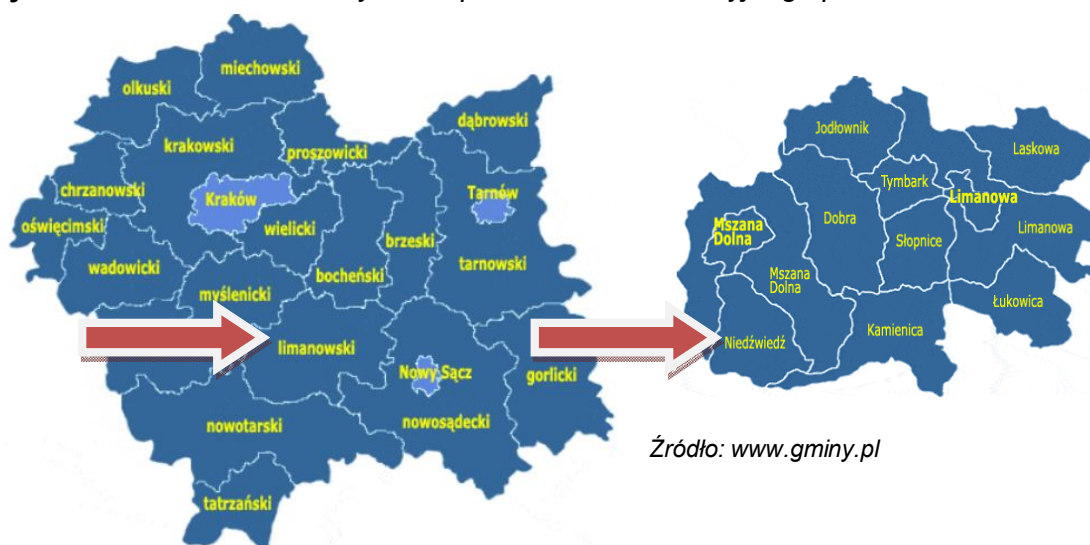 miechowski
olkuski
dąbrowski
krakowski
proszowicki
chrzanowski
Kraków
Tarnów
oświęcimski
wielicki
brzeski
wadowicki
bocheński
tarnowski
myślenicki
limanowski
Nowy Sącz
gorlicki
nowotarski
nowosądecki
tatrzański
Jodłownik
Laskowa
Tymbark
Limanowa
Mszana
Dolna
Dobra
Słopnice
Limanowa
Mszana
Dolna
Łukowica
Niedźwiedź
Kamienica
Źródło: www.gminy.pl